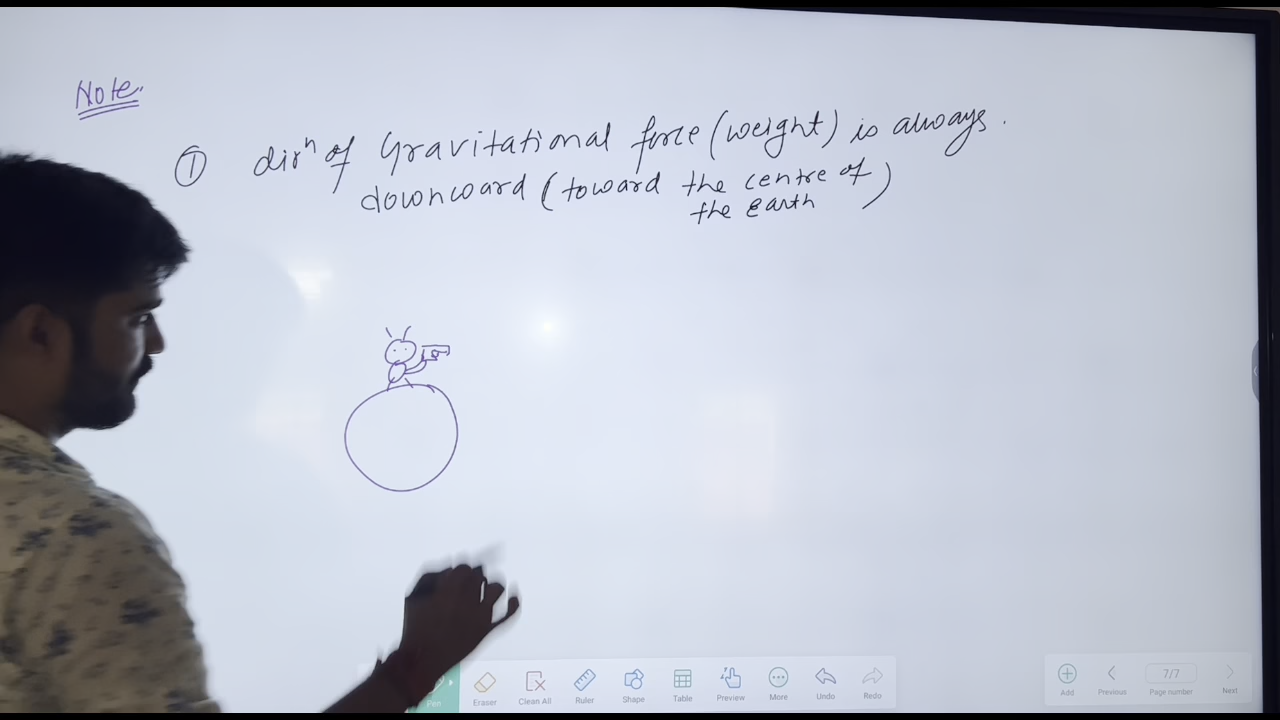 Note.
① dirⁿ of Gravitational force (weight) is always.
downward (toward the centre of
the earth)
Pen
Eraser
Clean All
Ruler
Shape
Table
Preview
More
Undo
Redo
Add
Previous
7/7
Page number
Next